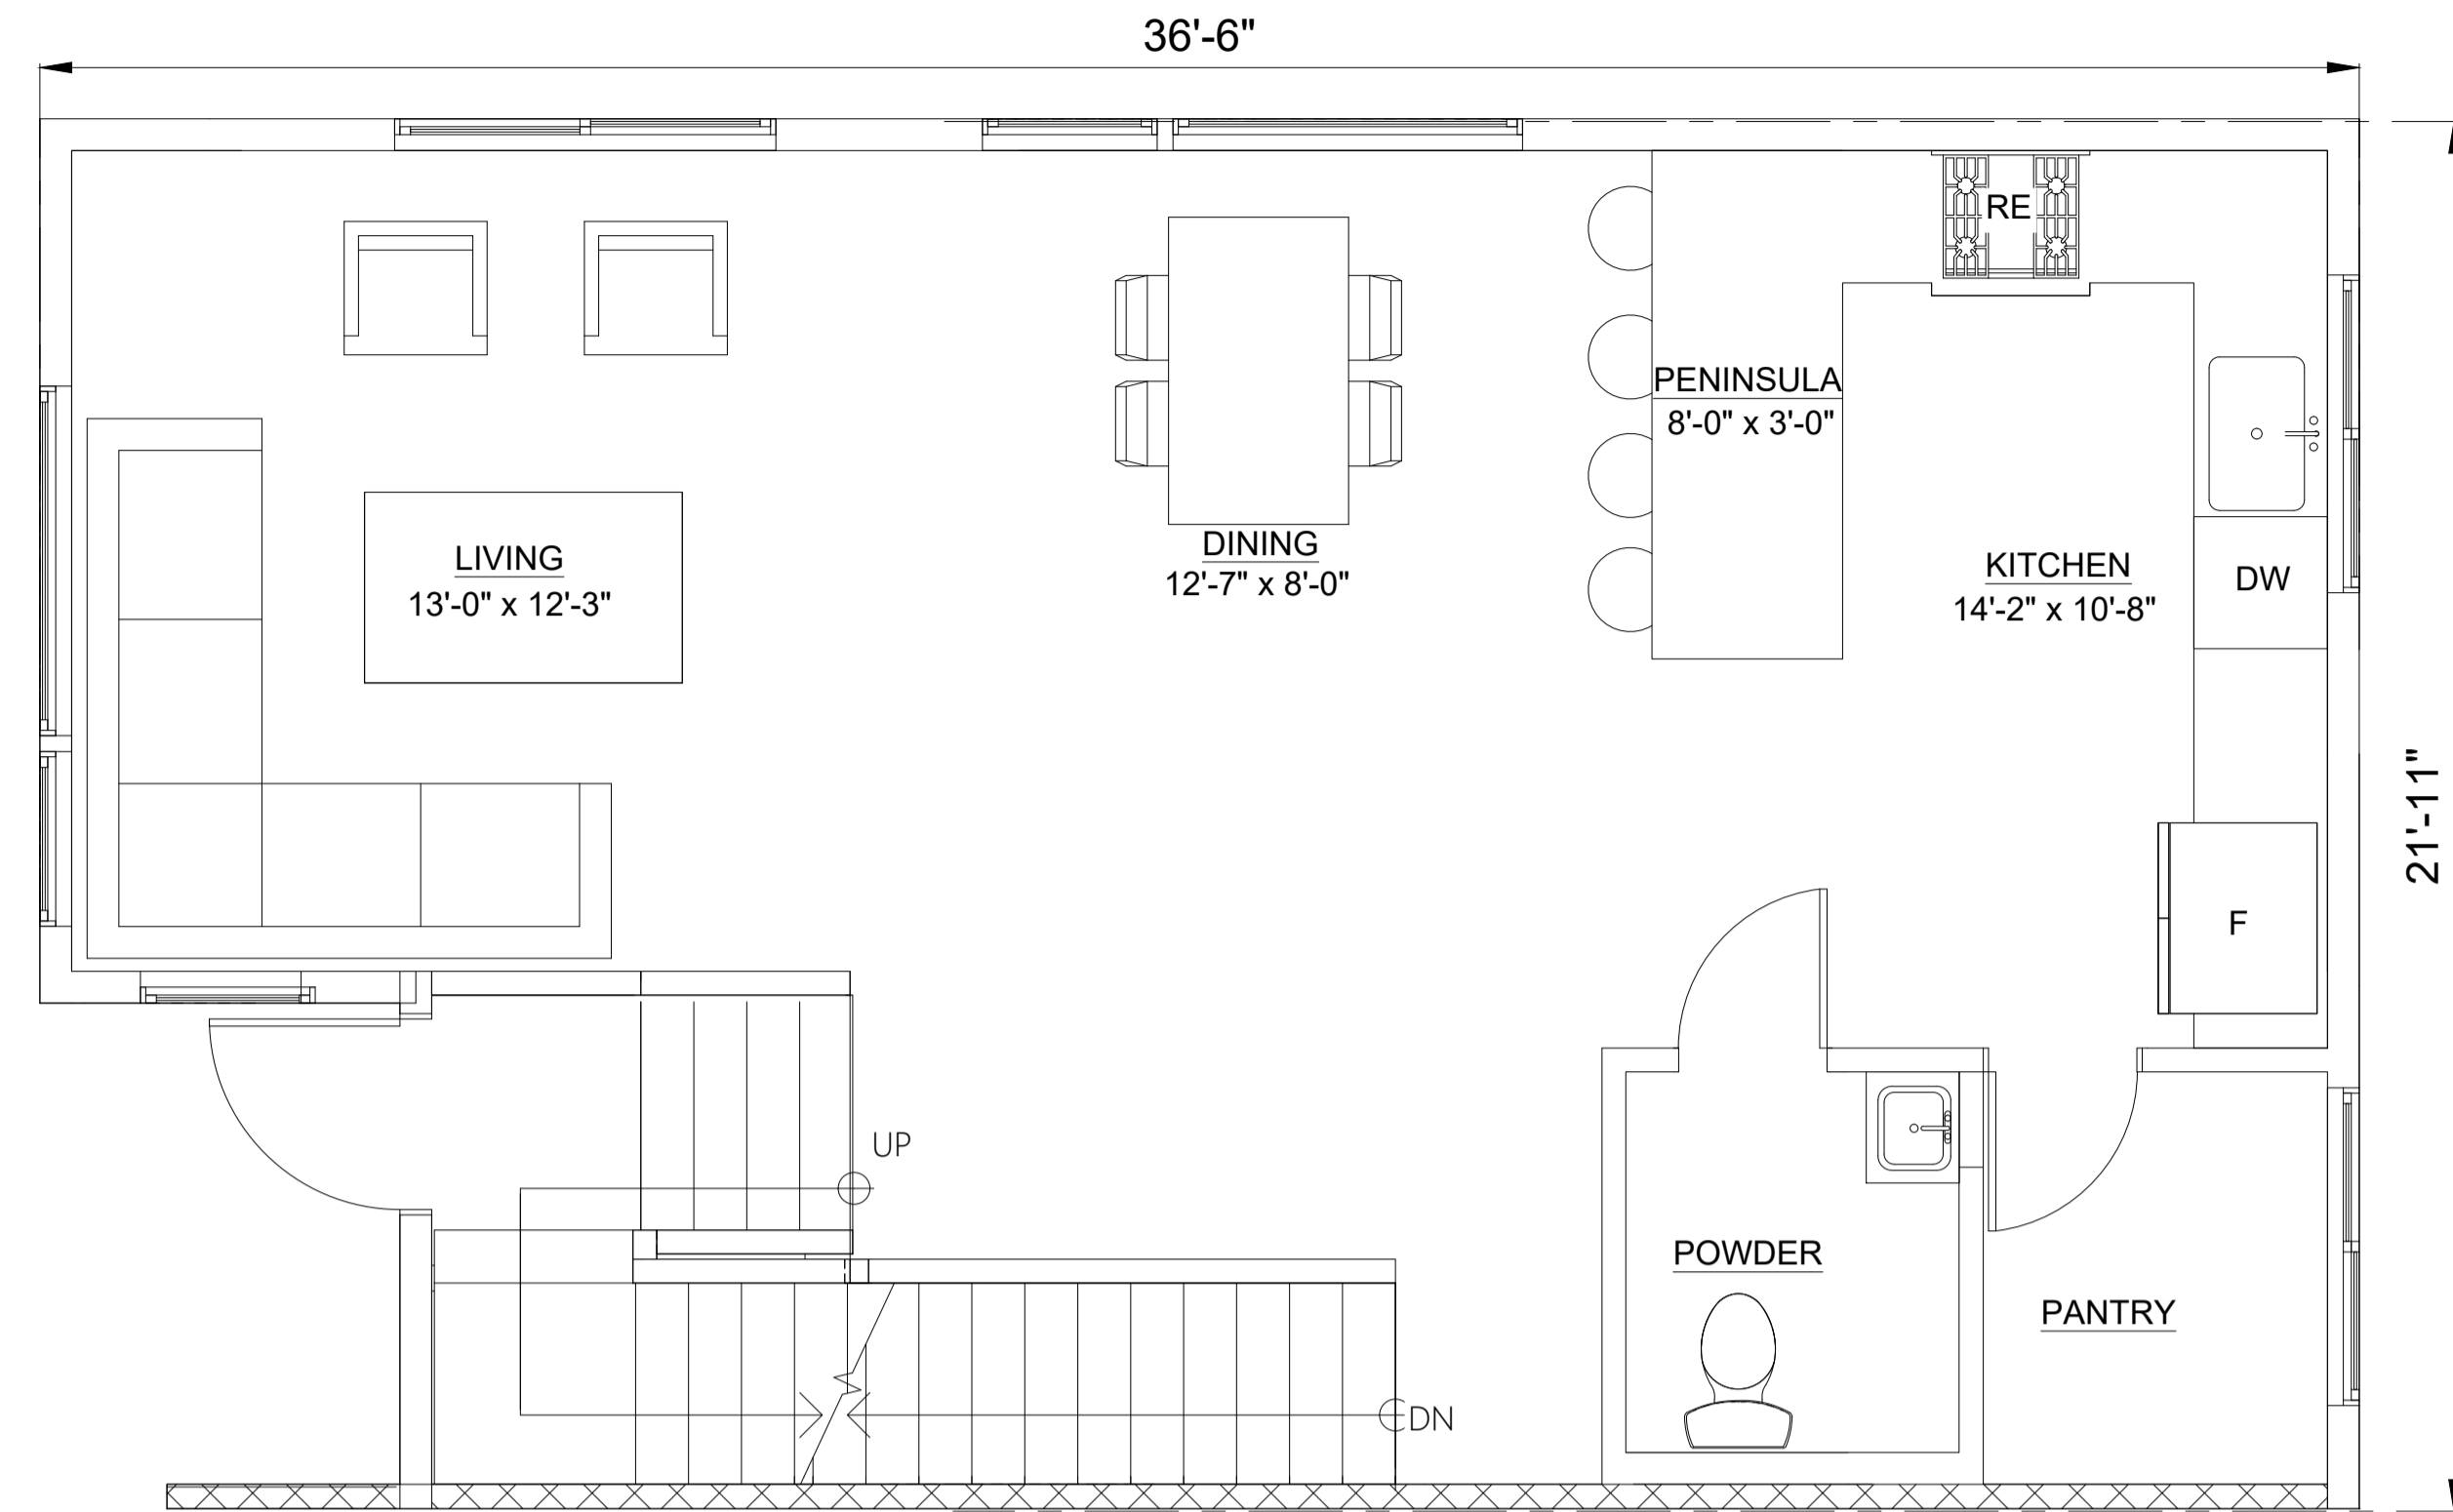 36'-6"
RE
PENINSULA
8'-0" x 3'-0"
DINING
12'-7" x 8'-0"
LIVING
13'-0" x 12'-3"
KITCHEN
14'-2" x 10'-8"
DW
21'-11"
F
UP
POWDER
PANTRY
DN